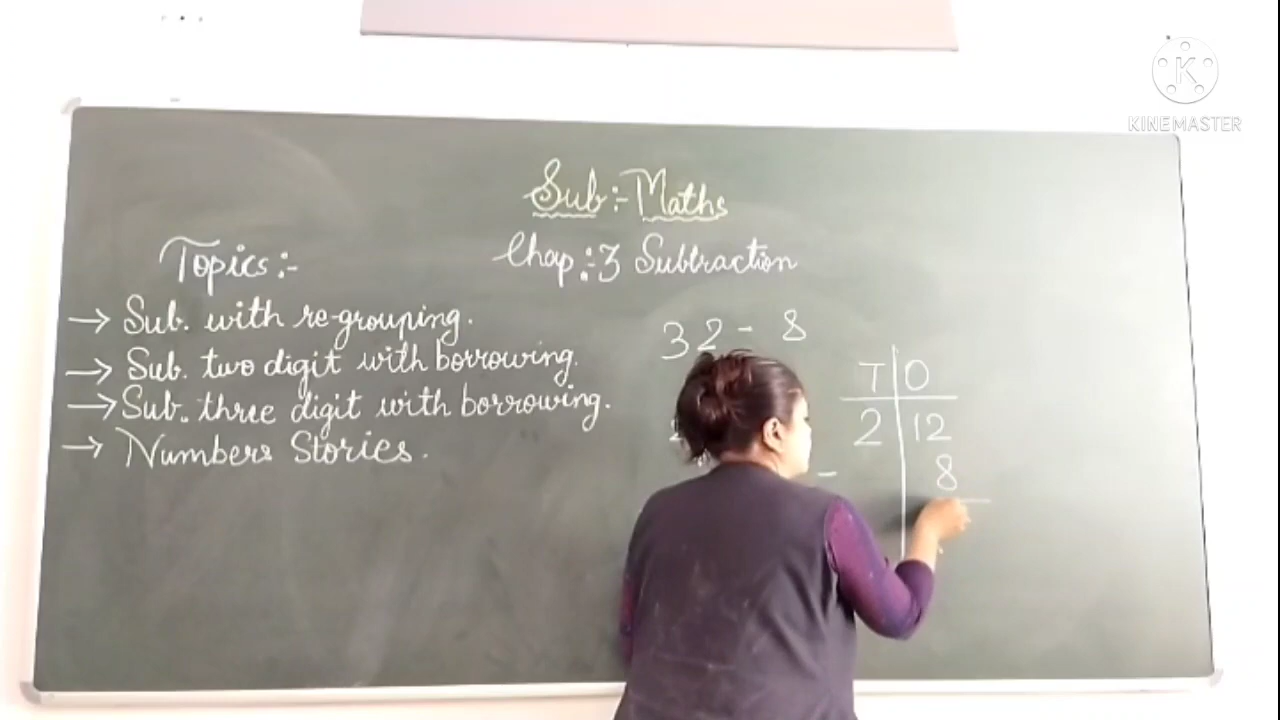 KINEMASTER
Sub:- Maths
Chap:-3 Subtraction
Topics:-
→ Sub. with re-grouping.
→ Sub. two digit with borrowing.
→ Sub. three digit with borrowing.
→ Numbers Stories.
32 - 8
T O
2 12
- 8